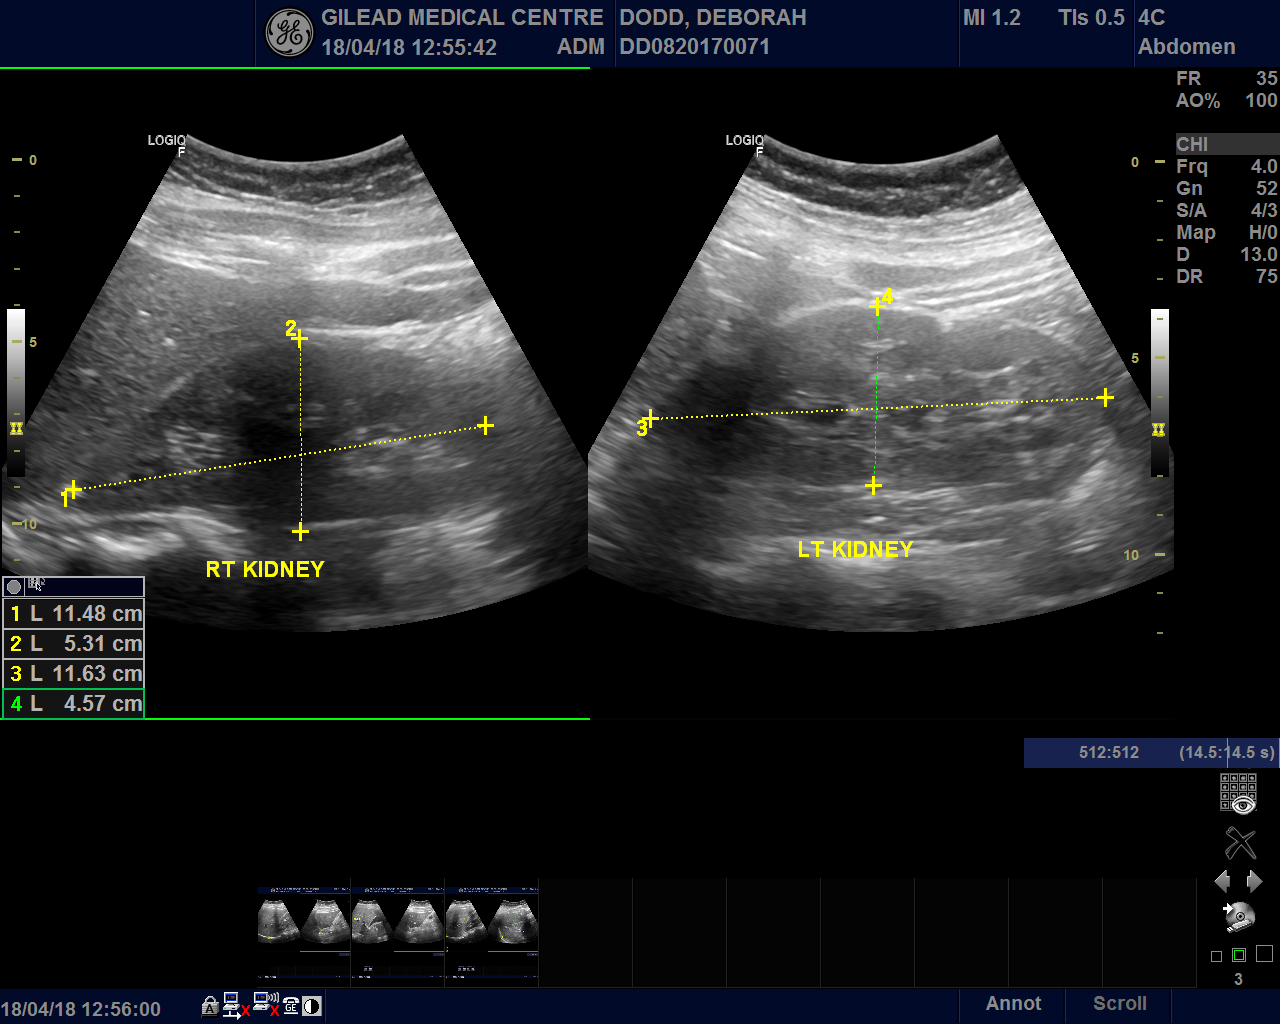 GILEAD MEDICAL CENTRE
18/04/18 12:55:42 ADM
DODD, DEBORAH
DD0820170071
MI 1.2 TIs 0.5
4C
Abdomen
FR 35
AO% 100
CHI
Frq 4.0
Gn 52
S/A 4/3
Map H/0
D 13.0
DR 75
LOGIQ
F
0
5
10
2
1
RT KIDNEY
LOGIQ
F
0
5
10
4
3
LT KIDNEY
1 L 11.48 cm
2 L 5.31 cm
3 L 11.63 cm
4 L 4.57 cm
512:512 (14.5:14.5 s)
3
18/04/18 12:56:00
Annot
Scroll